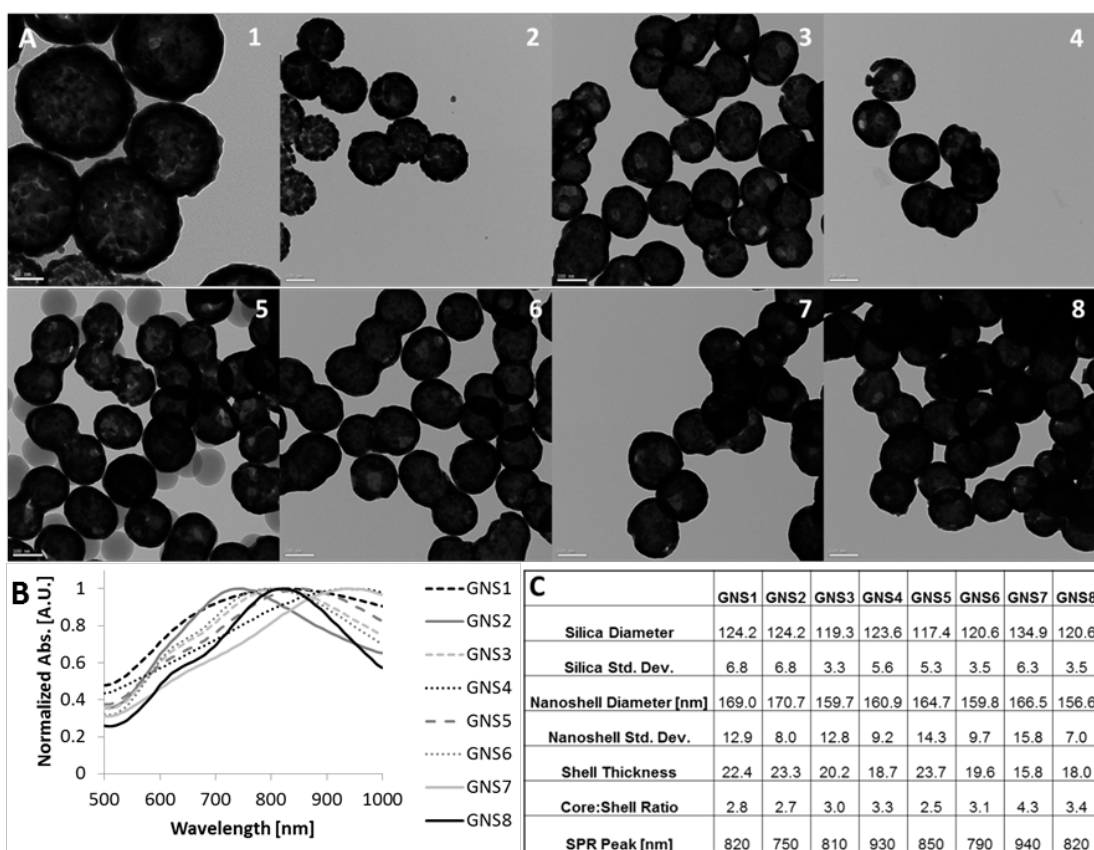 A 1 2 3 4
5 6 7 8
100 nm
B
Normalized Abs. [A.U.]
1
0.8
0.6
0.4
0.2
0
500 600 700 800 900 1000
Wavelength [nm]
GNS1
GNS2
GNS3
GNS4
GNS5
GNS6
GNS7
GNS8
C GNS1 GNS2 GNS3 GNS4 GNS5 GNS6 GNS7 GNS8
Silica Diameter 124.2 124.2 119.3 123.6 117.4 120.6 134.9 120.6
Silica Std. Dev. 6.8 6.8 3.3 5.6 5.3 3.5 6.3 3.5
Nanoshell Diameter [nm] 169.0 170.7 159.7 160.9 164.7 159.8 166.5 156.6
Nanoshell Std. Dev. 12.9 8.0 12.8 9.2 14.3 9.7 15.8 7.0
Shell Thickness 22.4 23.3 20.2 18.7 23.7 19.6 15.8 18.0
Core:Shell Ratio 2.8 2.7 3.0 3.3 2.5 3.1 4.3 3.4
SPR Peak [nm] 820 750 810 930 850 790 940 820